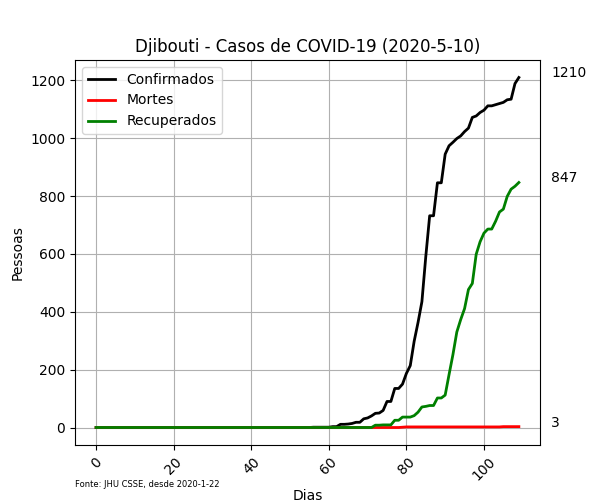 Djibouti - Casos de COVID-19 (2020-5-10)
Confirmados
Mortes
Recuperados
1210
847
3
Pessoas
1200
1000
800
600
400
200
0
0
20
40
60
80
100
Fonte: JHU CSSE, desde 2020-1-22
Dias